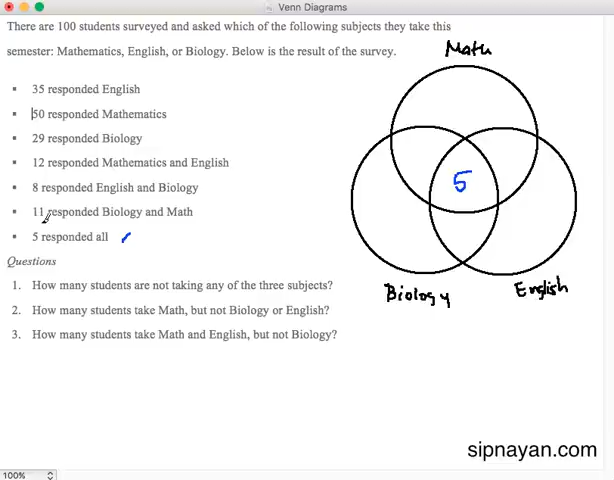 Venn Diagrams
There are 100 students surveyed and asked which of the following subjects they take this
semester: Mathematics, English, or Biology. Below is the result of the survey.
Math
▪ 35 responded English
▪ 50 responded Mathematics
▪ 29 responded Biology
▪ 12 responded Mathematics and English
▪ 8 responded English and Biology
▪ 11 responded Biology and Math
▪ 5 responded all
5
Questions
1. How many students are not taking any of the three subjects?
2. How many students take Math, but not Biology or English?
3. How many students take Math and English, but not Biology?
Biology
English
sipnayan.com
100%